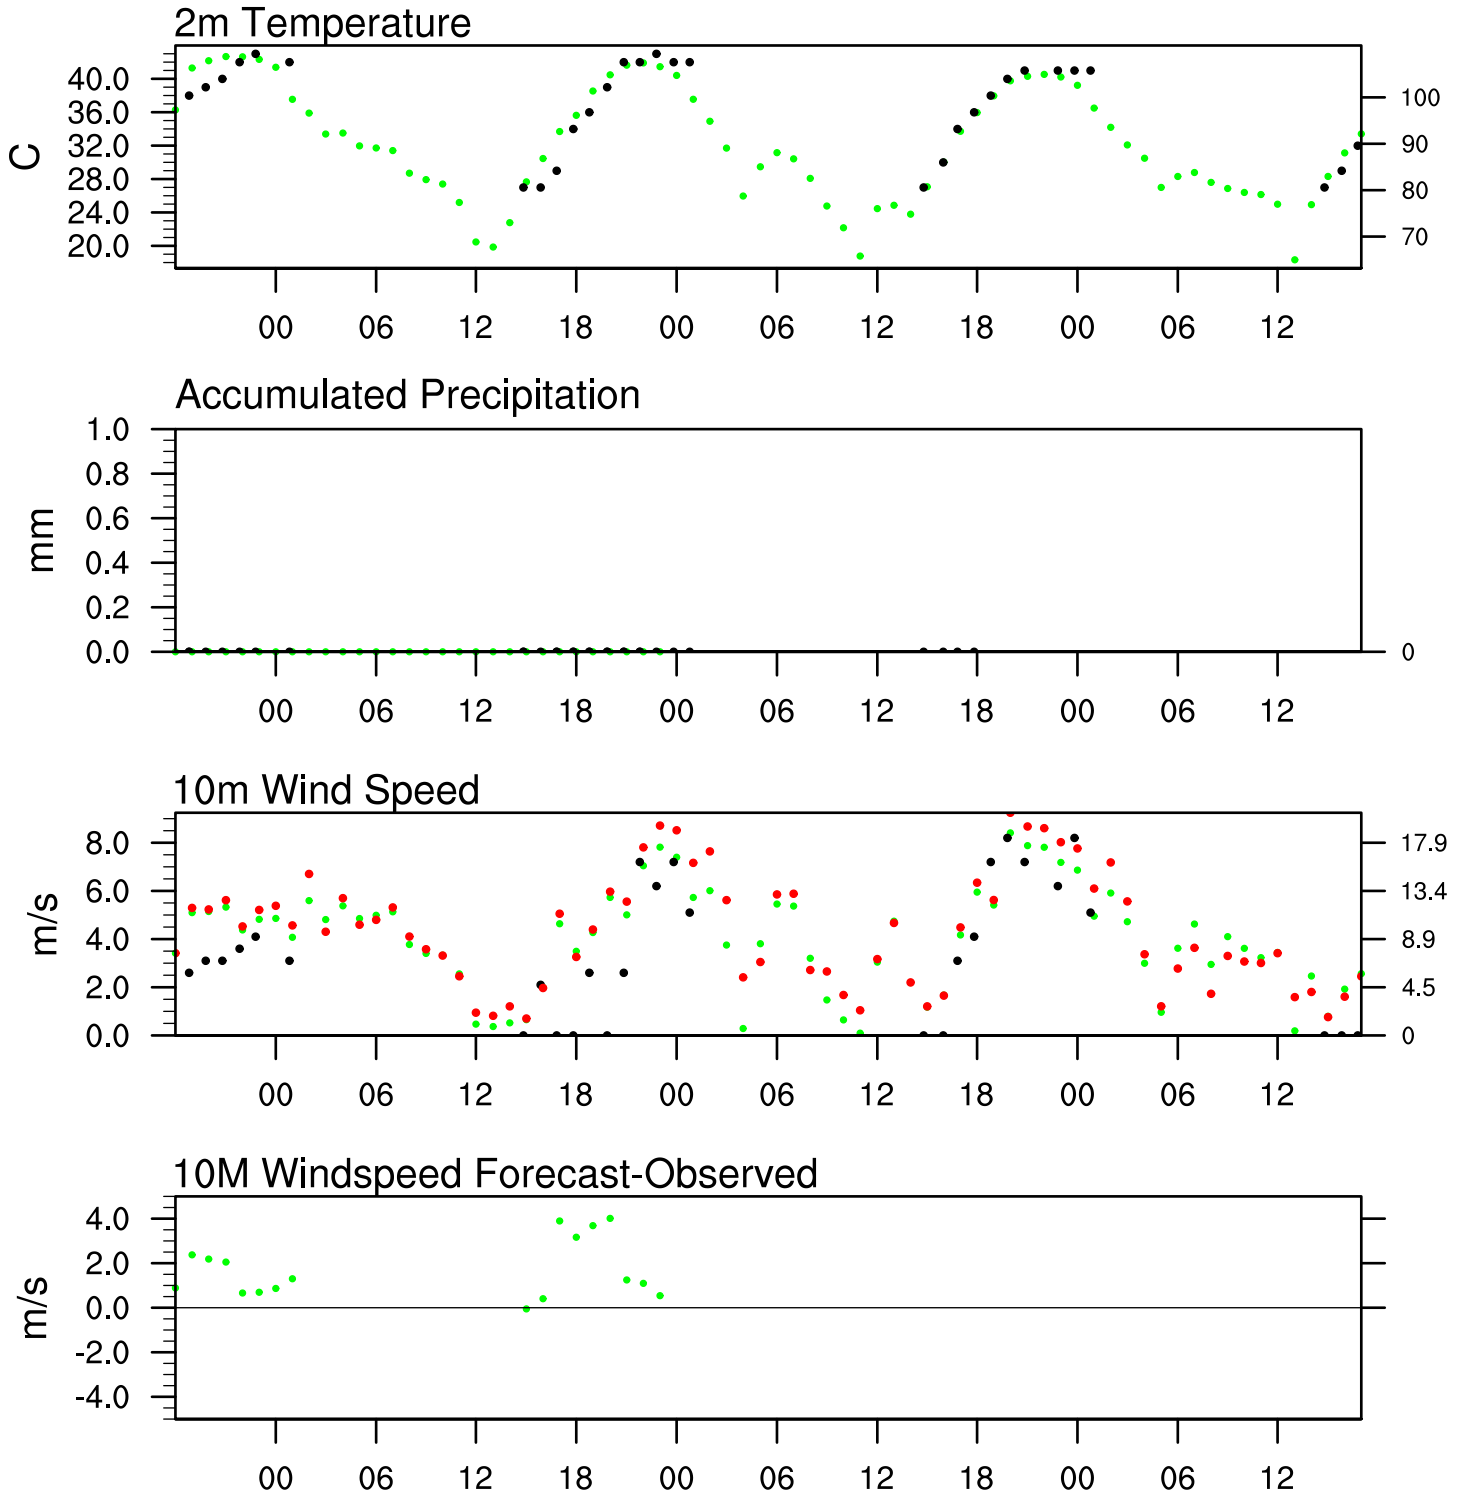 2m Temperature
40.0
36.0
32.0
28.0
24.0
20.0
C
100
90
80
70
00 06 12 18 00 06 12 18 00 06 12
Accumulated Precipitation
1.0
0.8
0.6
0.4
0.2
0.0
mm
0
00 06 12 18 00 06 12 18 00 06 12
10m Wind Speed
8.0
6.0
4.0
2.0
0.0
m/s
17.9
13.4
8.9
4.5
0
00 06 12 18 00 06 12 18 00 06 12
10M Windspeed Forecast-Observed
4.0
2.0
0.0
-2.0
-4.0
m/s
00 06 12 18 00 06 12 18 00 06 12